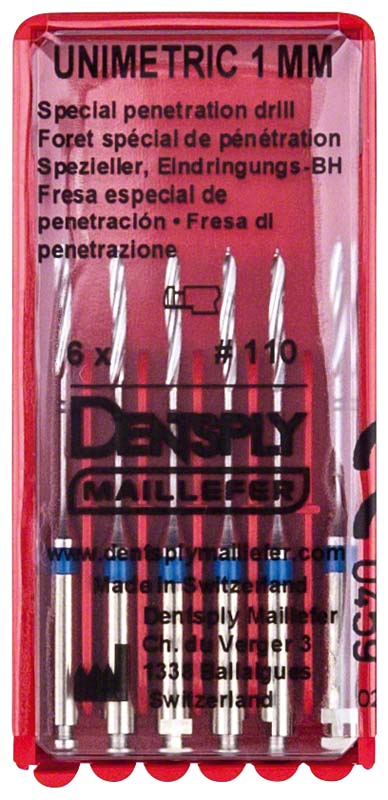 UNIMETRIC 1 MM
Special penetration drill
Foret spécial de pénétration
Spezieller, Eindringungs-BH
Fresa especial de
penetración • Fresa di
penetrazione
6 x # 110
DENTSPLY
MAILLEFER
www.dentsplymaillefer.com
Made in Switzerland
Dentsply Maillefer
Ch. du Verger 3
1338 Ballaigues
Switzerland
0459
02